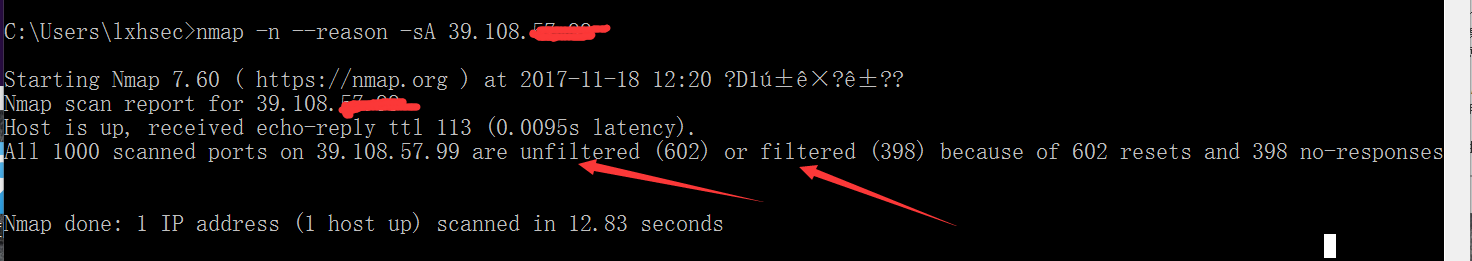 C:\Users\lxhsec>nmap -n --reason -sA 39.108.
Starting Nmap 7.60 ( https://nmap.org ) at 2017-11-18 12:20 ?D1ú±ê×?ê±??
Nmap scan report for 39.108.
Host is up, received echo-reply ttl 113 (0.0095s latency).
All 1000 scanned ports on 39.108.57.99 are unfiltered (602) or filtered (398) because of 602 resets and 398 no-responses
Nmap done: 1 IP address (1 host up) scanned in 12.83 seconds